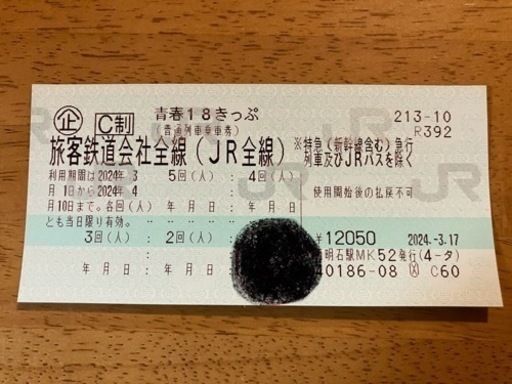 企 C制 青春18きっぷ 213-10
(普通列車乗車券) R392
旅客鉄道会社全線(JR全線) ※特急(新幹線含む)急行
列車及びJRバスを除く
利用期間は2024年 3
月 1日から2024年 4
月10日まで。各回(人)
とも当日限り有効。
5回(人) : 4回(人)
年 月 日 : 年 月 日
使用開始後の払戻不可
3回(人) : 2回(人) :
年 月 日 : 年 月 日 : 年 月 日
¥12050 2024.-3.17
明石駅MK52発行(4-タ)
40186-08 C60